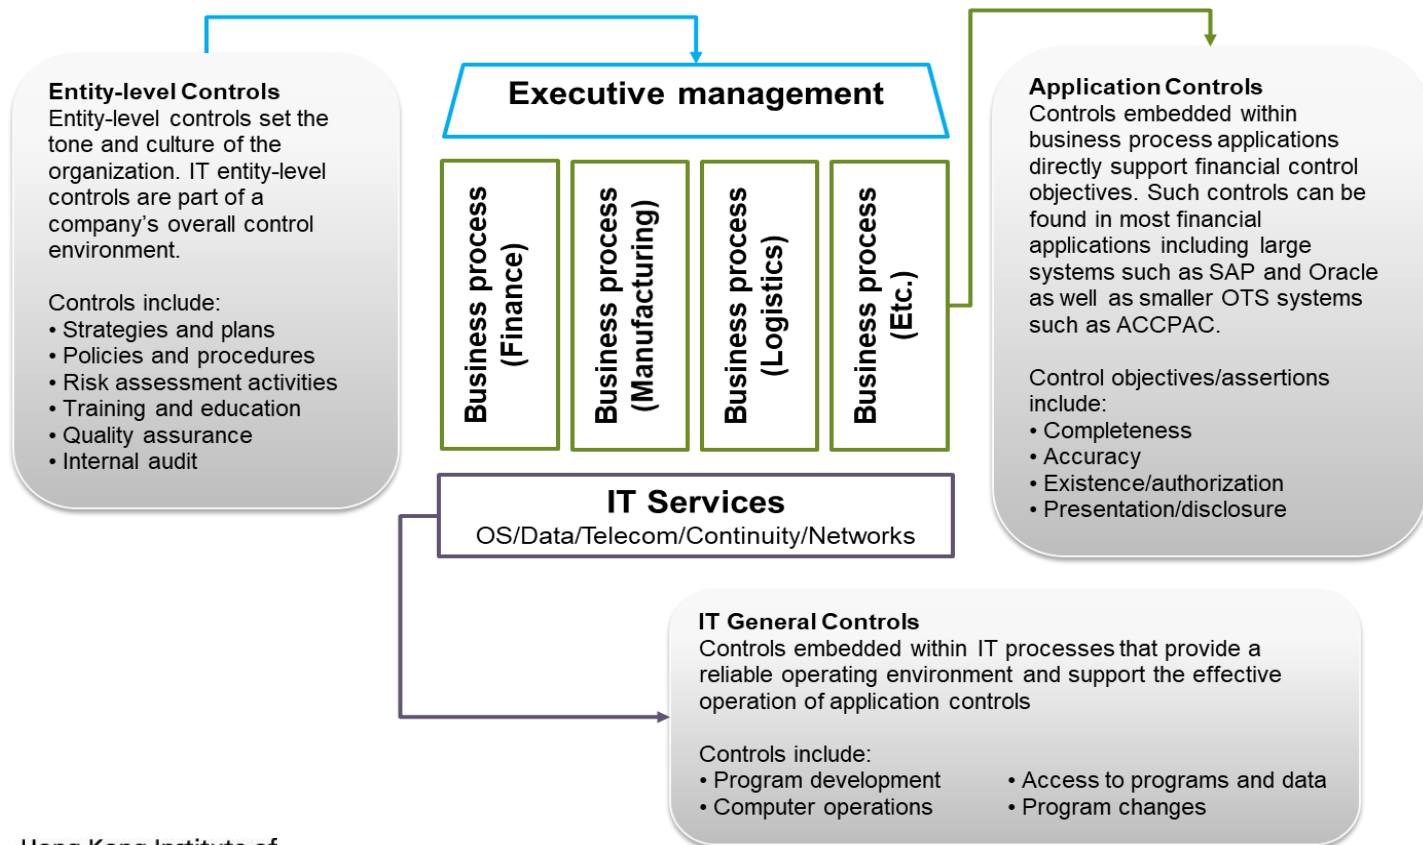 Entity-level Controls
Entity-level controls set the
tone and culture of the
organization. IT entity-level
controls are part of a
company’s overall control
environment.
Controls include:
• Strategies and plans
• Policies and procedures
• Risk assessment activities
• Training and education
• Quality assurance
• Internal audit
Executive management
Business process
(Finance)
Business process
(Manufacturing)
Business process
(Logistics)
Business process
(Etc.)
IT Services
OS/Data/Telecom/Continuity/Networks
Application Controls
Controls embedded within
business process applications
directly support financial control
objectives. Such controls can be
found in most financial
applications including large
systems such as SAP and Oracle
as well as smaller OTS systems
such as ACCPAC.
Control objectives/assertions
include:
• Completeness
• Accuracy
• Existence/authorization
• Presentation/disclosure
IT General Controls
Controls embedded within IT processes that provide a
reliable operating environment and support the effective
operation of application controls
Controls include:
• Program development
• Computer operations
• Access to programs and data
• Program changes
Hong Kong Institute of